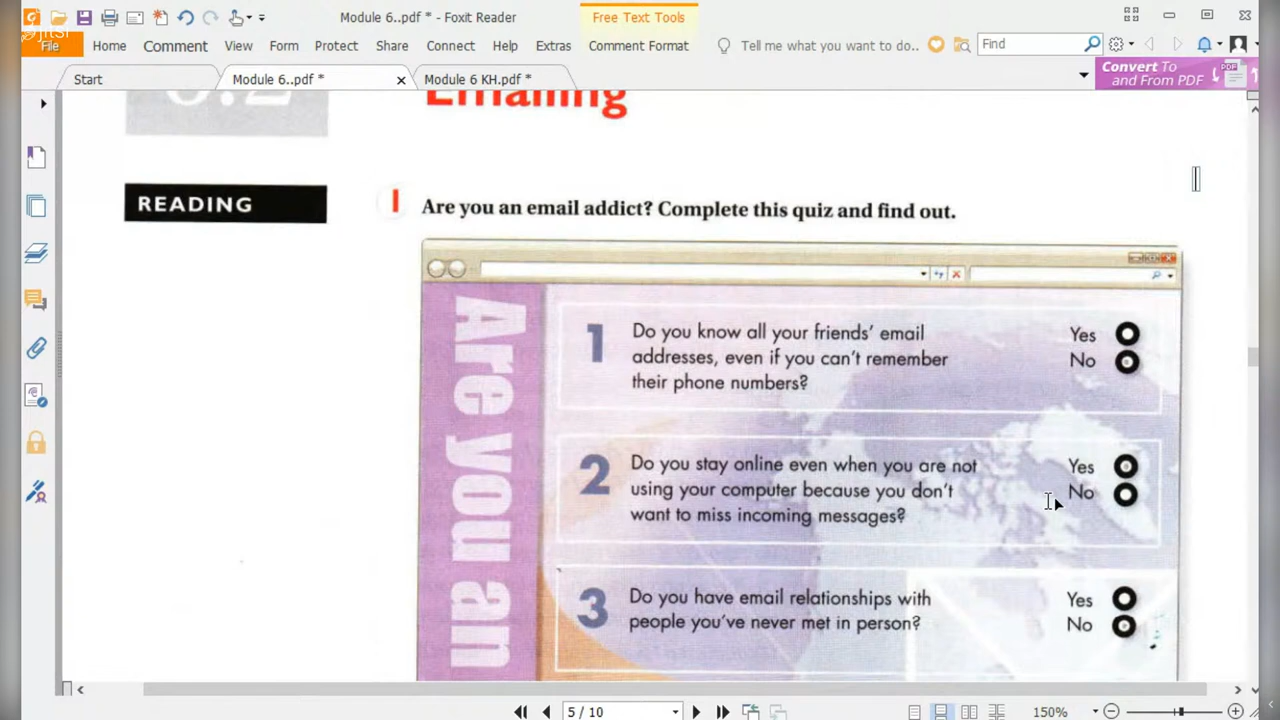 Module 6..pdf * - Foxit Reader
Free Text Tools
jitsi
File Home Comment View Form Protect Share Connect Help Extras Comment Format Tell me what you want to do.. Find
Start Module 6..pdf * Module 6 KH.pdf *
Convert To
and From PDF
PDF
6.2 Emailing
READING
1 Are you an email addict? Complete this quiz and find out.
Are you an
1 Do you know all your friends' email
addresses, even if you can't remember
their phone numbers?
Yes
No
2 Do you stay online even when you are not
using your computer because you don't
want to miss incoming messages?
Yes
No
3 Do you have email relationships with
people you've never met in person?
Yes
No
5 / 10
150%